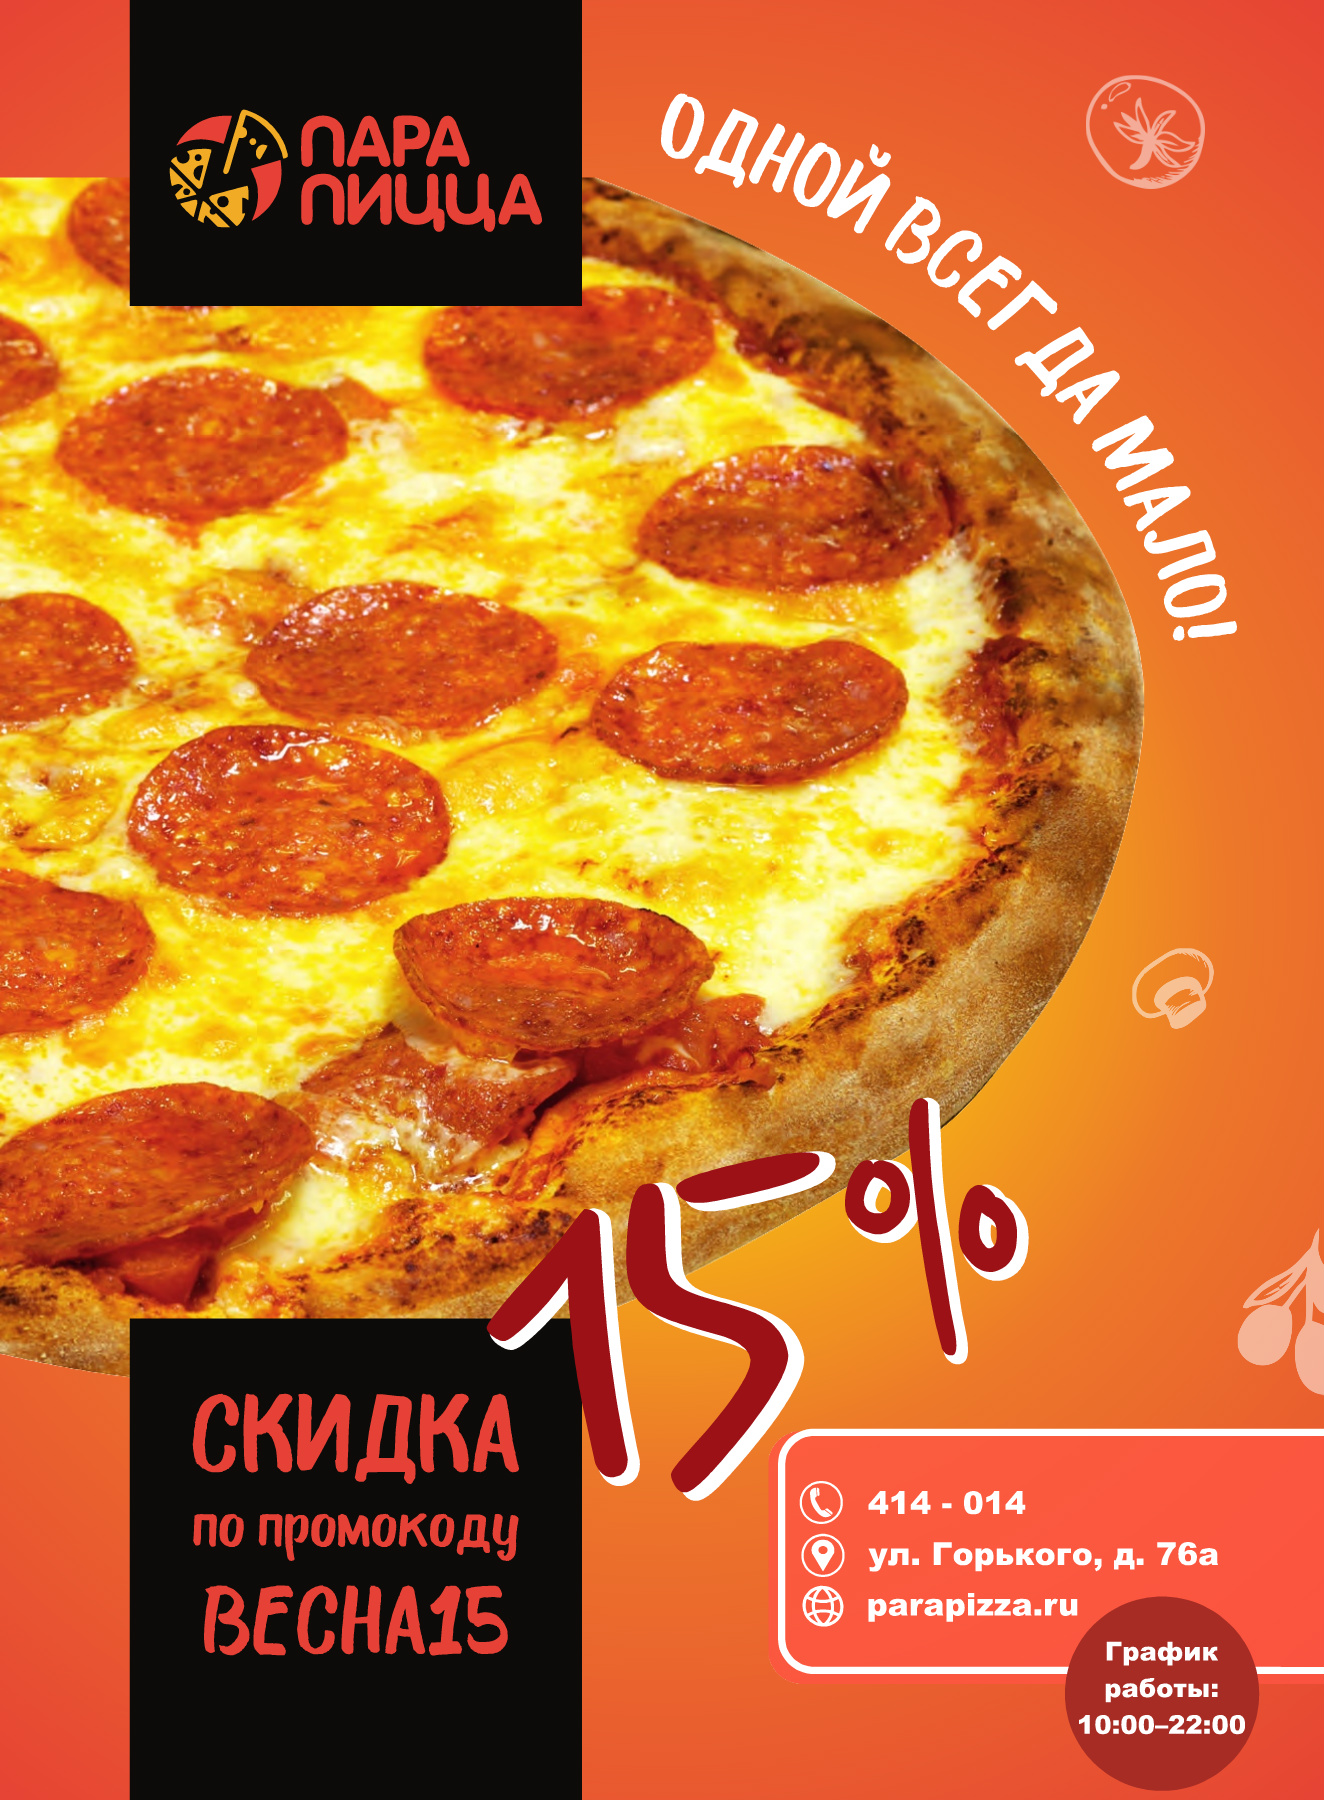 ПАРА
ПИЦЦА
ОДНОЙ ВСЕГДА МАЛО!
15%
СКИДКА
по промокоду
ВЕСНА15
414 - 014
ул. Горького, д. 76а
parapizza.ru
График
работы:
10:00–22:00